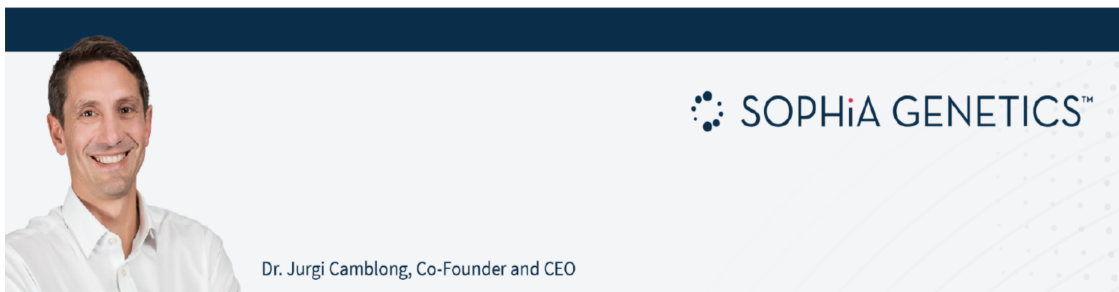 SOPHiA GENETICS™
Dr. Jurgi Camblong, Co-Founder and CEO